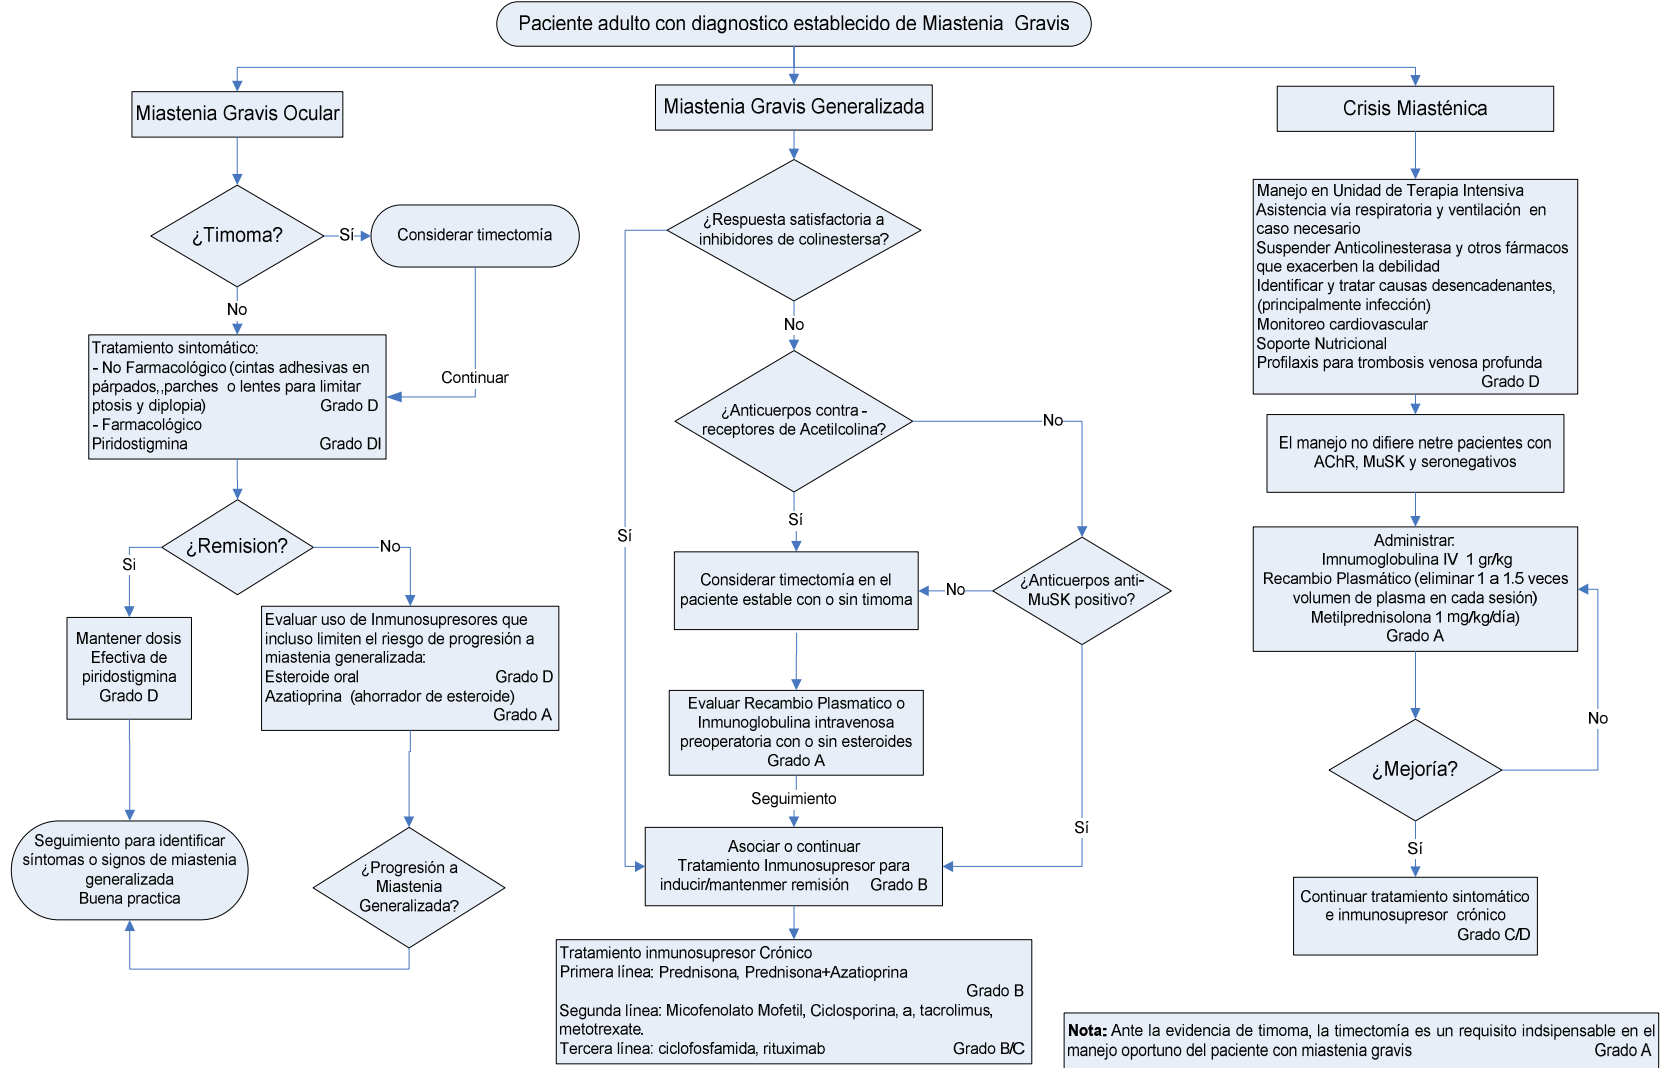 Paciente adulto con diagnostico establecido de Miastenia Gravis
Miastenia Gravis Ocular
¿Timoma?
Sí
Considerar timectomía
No
Continuar
Tratamiento sintomático:
- No Farmacológico (cintas adhesivas en
párpados,,parches o lentes para limitar
ptosis y diplopia) Grado D
- Farmacológico
Piridostigmina Grado DI
¿Remision?
Si
No
Mantener dosis
Efectiva de
piridostigmina
Grado D
Evaluar uso de Inmunosupresores que
incluso limiten el riesgo de progresión a
miastenia generalizada:
Esteroide oral Grado D
Azatioprina (ahorrador de esteroide)
Grado A
Seguimiento para identificar
síntomas o signos de miastenia
generalizada
Buena practica
¿Progresión a
Miastenia
Generalizada?
Miastenia Gravis Generalizada
¿Respuesta satisfactoria a
inhibidores de colinestersa?
No
Sí
¿Anticuerpos contra -
receptores de Acetilcolina?
No
Sí
Considerar timectomía en el
paciente estable con o sin timoma
No
¿Anticuerpos anti-
MuSK positivo?
Sí
Evaluar Recambio Plasmatico o
Inmunoglobulina intravenosa
preoperatoria con o sin esteroides
Grado A
Seguimiento
Asociar o continuar
Tratamiento Inmunosupresor para
inducir/mantenmer remisión Grado B
Tratamiento inmunosupresor Crónico
Primera línea: Prednisona, Prednisona+Azatioprina
Grado B
Segunda línea: Micofenolato Mofetil, Ciclosporina, a, tacrolimus,
metotrexate.
Tercera línea: ciclofosfamida, rituximab Grado B/C
Crisis Miasténica
Manejo en Unidad de Terapia Intensiva
Asistencia vía respiratoria y ventilación en
caso necesario
Suspender Anticolinesterasa y otros fármacos
que exacerben la debilidad
Identificar y tratar causas desencadenantes,
(principalmente infección)
Monitoreo cardiovascular
Soporte Nutricional
Profilaxis para trombosis venosa profunda
Grado D
El manejo no difiere netre pacientes con
AChR, MuSK y seronegativos
Administrar:
Imnumoglobulina IV 1 gr/kg
Recambio Plasmático (eliminar 1 a 1.5 veces
volumen de plasma en cada sesión)
Metilprednisolona 1 mg/kg/día)
Grado A
No
¿Mejoría?
Sí
Continuar tratamiento sintomático
e inmunosupresor crónico
Grado C/D
Nota: Ante la evidencia de timoma, la timectomía es un requisito indsipensable en el
manejo oportuno del paciente con miastenia gravis Grado A